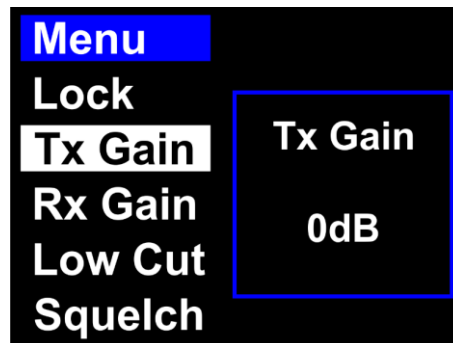 Menu
Lock
Tx Gain
Rx Gain
Low Cut
Squelch
Tx Gain
0dB